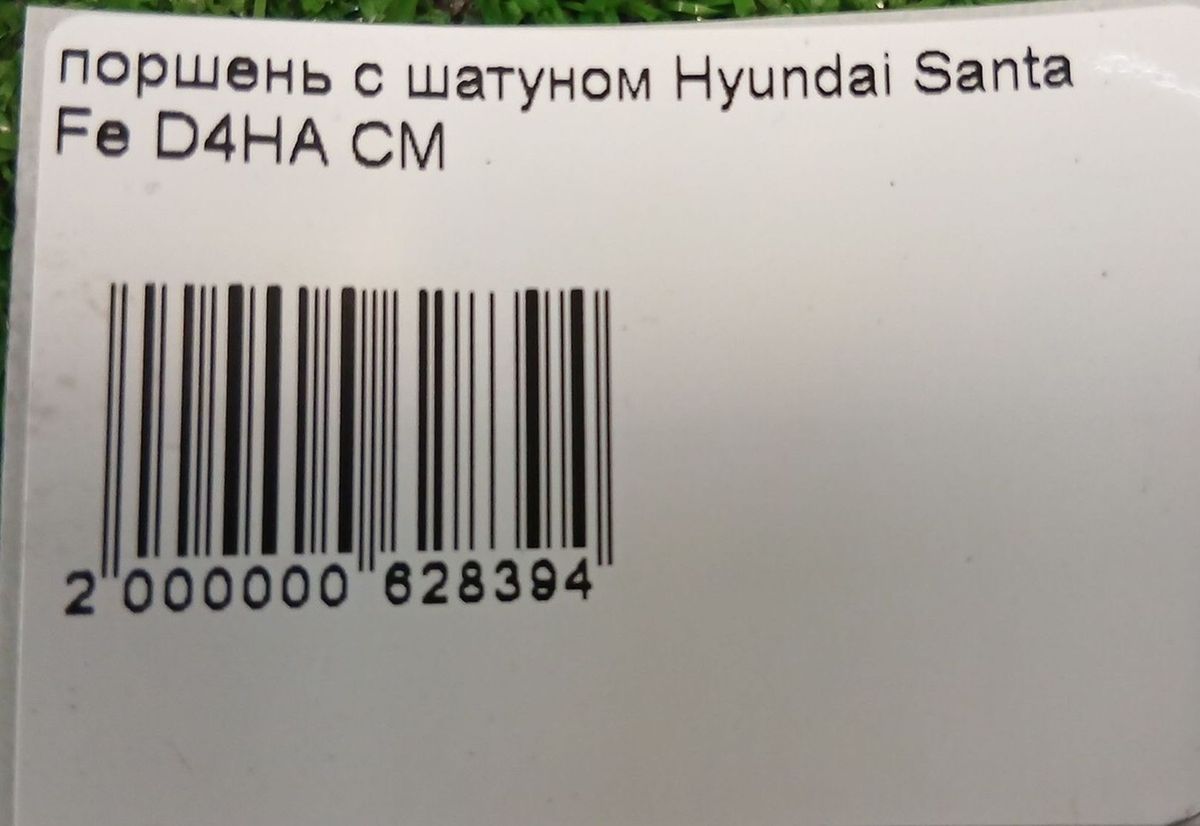 поршень с шатуном Hyundai Santa
Fe D4HA CM
2 000000 628394